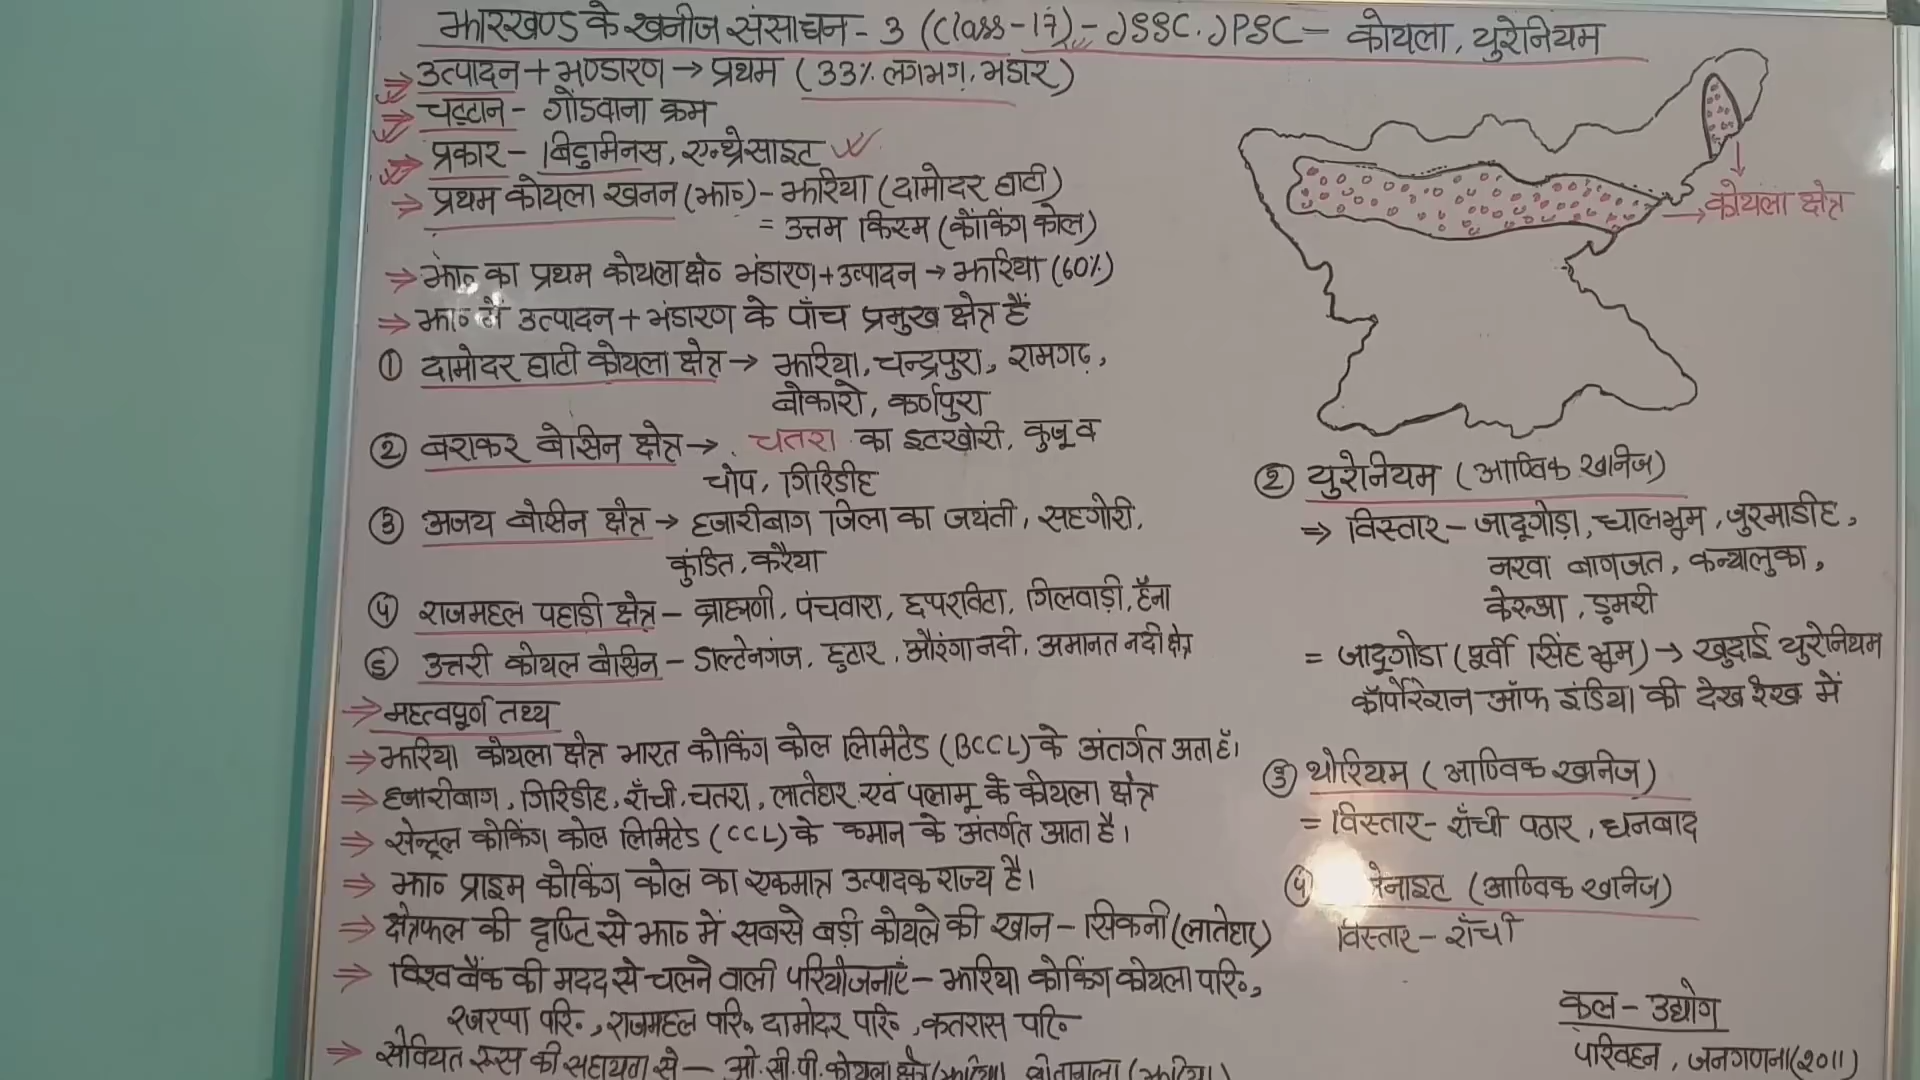 झारखण्ड के खनीज संसाधन - 3 (Class-17) - JSSC, JPSC - कोयला, युरेनियम
⇒ उत्पादन + भण्डारण → प्रथम (33% लगभग, भंडार)
⇒ चट्टान - गोंडवाना क्रम
⇒ प्रकार - बिटुमिनस, एन्थ्रेसाइट
⇒ प्रथम कोयला खनन (झा०) - झरिया (दामोदर घाटी)
= उत्तम किस्म (कोकिंग कोल)
⇒ झा० का प्रथम कोयला क्षे० भंडारण + उत्पादन → झरिया (60%)
⇒ झा० में उत्पादन + भंडारण के पाँच प्रमुख क्षेत्र हैं
① दामोदर घाटी कोयला क्षेत्र → झरिया, चन्द्रपुरा, रामगढ़,
बोकारो, कर्णपुरा
② बराकर बेसिन क्षेत्र → चतरा का इटखोरी, कुजू व
चोप, गिरिडीह
③ अजय बेसिन क्षेत्र → हजारीबाग जिला का जयंती, सहगोरी,
कुंडित, करैया
④ राजमहल पहाडी क्षेत्र - ब्राह्मणी, पंचवारा, छपरविटा, गिलवाड़ी, हैना
⑤ उत्तरी कोयल बेसिन - डाल्टेनगंज, हुटार, औरंगा नदी, अमानत नदी क्षेत्र
⇒ महत्वपूर्ण तथ्य
⇒ झरिया कोयला क्षेत्र भारत कोकिंग कोल लिमिटेड (BCCL) के अंतर्गत अता है।
⇒ हजारीबाग, गिरिडीह, राँची, चतरा, लातेहार एवं पलामू के कोयला क्षेत्र
⇒ सेन्ट्रल कोकिंग कोल लिमिटेड (CCL) के कमान के अंतर्गत आता है।
⇒ झा० प्राइम कोकिंग कोल का एकमात्र उत्पादक राज्य है।
⇒ क्षेत्रफल की दृष्टि से झा० में सबसे बड़ी कोयले की खान - सिकनी (लातेहार)
⇒ विश्व बैंक की मदद से चलने वाली परियोजनाएँ - झरिया कोकिंग कोयला परि०,
रजरप्पा परि०, राजमहल परि०, दामोदर परि०, कतरास परि०
⇒ सोवियत रूस की सहायता से - ओ.सी.पी. कोयला क्षेत्र (झरिया)
कोयला क्षेत्र
② युरेनियम (आण्विक खनिज)
⇒ विस्तार - जादूगोड़ा, धालभूम, जुरमाडीह,
नरवा बागजत, कन्यालुका,
केरुआ, डुमरी
= जादूगोडा (पूर्वी सिंहभूम) → खुदाई युरेनियम
कॉर्पोरेशन ऑफ इंडिया की देख रेख में
③ थोरियम (आण्विक खनिज)
= विस्तार - राँची पठार, धनबाद
④ (आण्विक खनिज)
विस्तार - राँची
कल - उद्योग
परिवहन, जनगणना (2011)